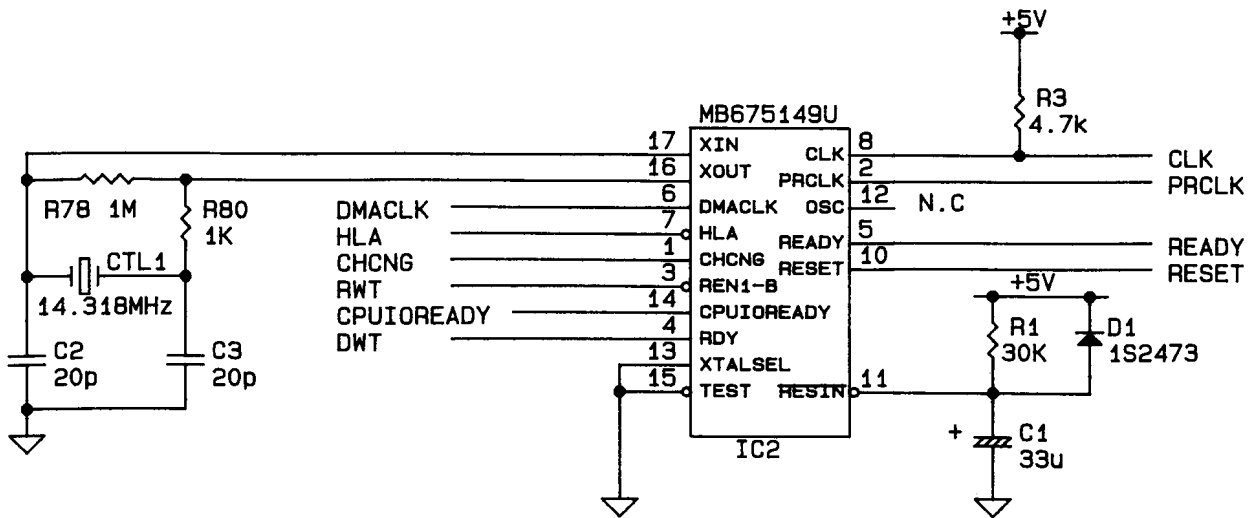 +5V
R3
4.7k
MB675149U
17 XIN
16 XOUT
6 DMACLK
7 HLA
1 CHCNG
3 REN1-B
14 CPUIOREADY
4 RDY
13 XTALSEL
15 TEST
CLK 8
PRCLK 2
OSC 12 N.C
READY 5
RESET 10
RESIN 11
IC2
CLK
PRCLK
READY
RESET
R78 1M
R80
1K
CTL1
14.318MHz
C2
20p
C3
20p
DMACLK
HLA
CHCNG
RWT
CPUIOREADY
DWT
+5V
R1
30K
D1
1S2473
+ C1
33u